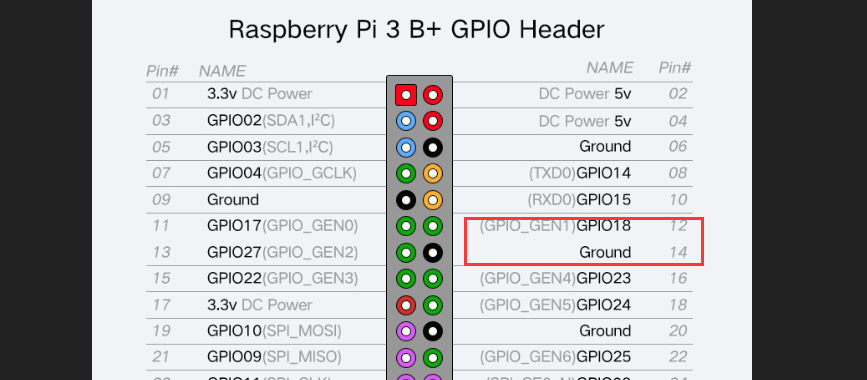 Raspberry Pi 3 B+ GPIO Header
Pin# NAME NAME Pin#
01 3.3v DC Power DC Power 5v 02
03 GPIO02(SDA1,I²C) DC Power 5v 04
05 GPIO03(SCL1,I²C) Ground 06
07 GPIO04(GPIO_GCLK) (TXD0)GPIO14 08
09 Ground (RXD0)GPIO15 10
11 GPIO17(GPIO_GEN0) (GPIO_GEN1)GPIO18 12
13 GPIO27(GPIO_GEN2) Ground 14
15 GPIO22(GPIO_GEN3) (GPIO_GEN4)GPIO23 16
17 3.3v DC Power (GPIO_GEN5)GPIO24 18
19 GPIO10(SPI_MOSI) Ground 20
21 GPIO09(SPI_MISO) (GPIO_GEN6)GPIO25 22